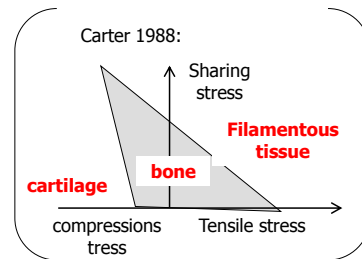 Carter 1988:
Sharing
stress
Filamentous
tissue
bone
cartilage
compressions
tress
Tensile stress